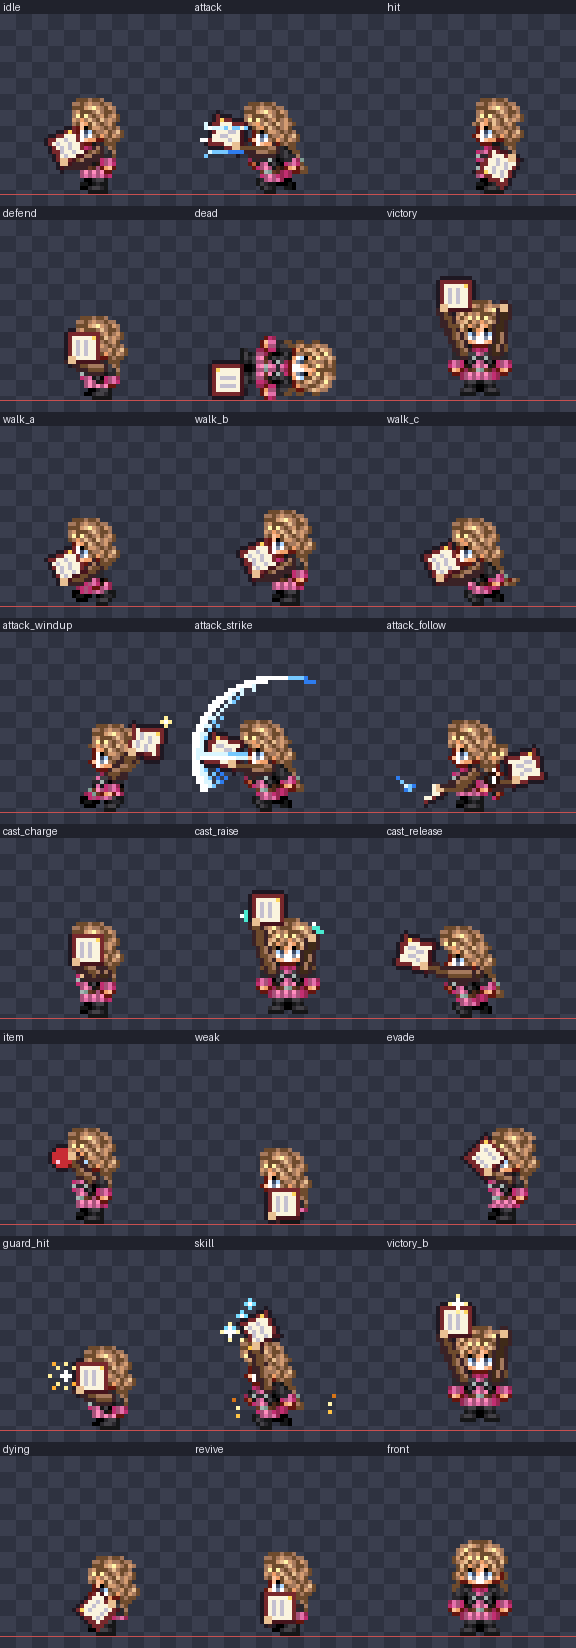 idle attack hit
defend dead victory
walk_a walk_b walk_c
attack_windup attack_strike attack_follow
cast_charge cast_raise cast_release
item weak evade
guard_hit skill victory_b
dying revive front